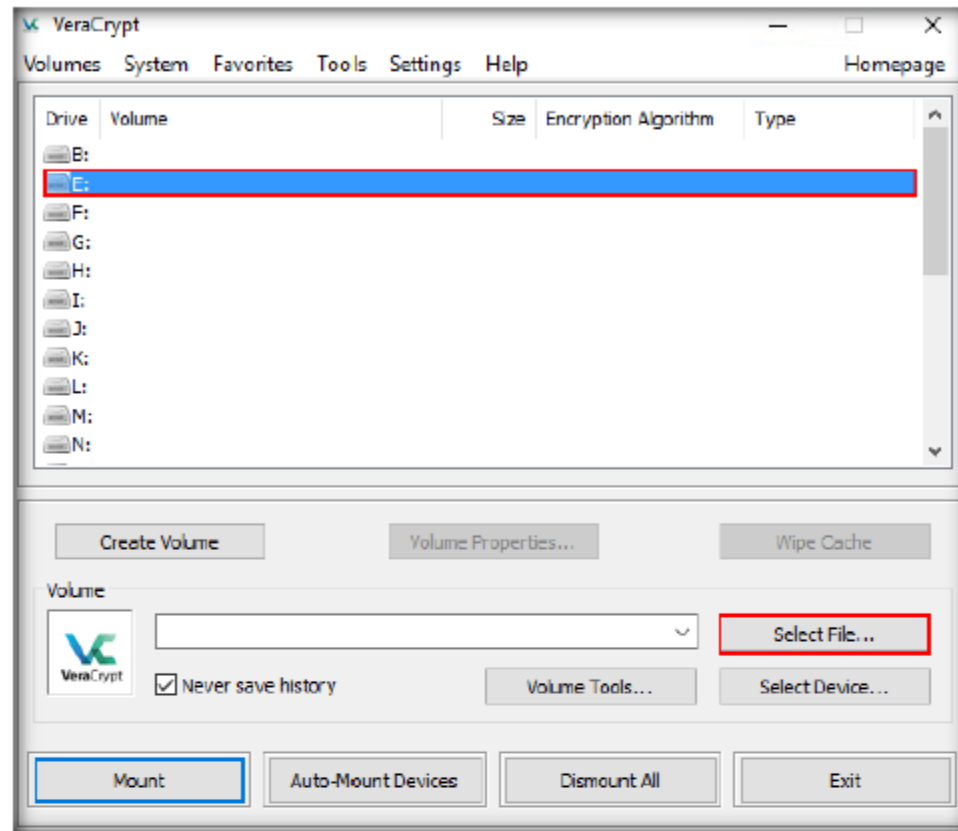 VeraCrypt
Volumes System Favorites Tools Settings Help Homepage
Drive Volume Size Encryption Algorithm Type
B:
E:
F:
G:
H:
I:
J:
K:
L:
M:
N:
Create Volume Volume Properties... Wipe Cache
Volume
Select File...
VeraCrypt
Never save history Volume Tools... Select Device...
Mount Auto-Mount Devices Dismount All Exit